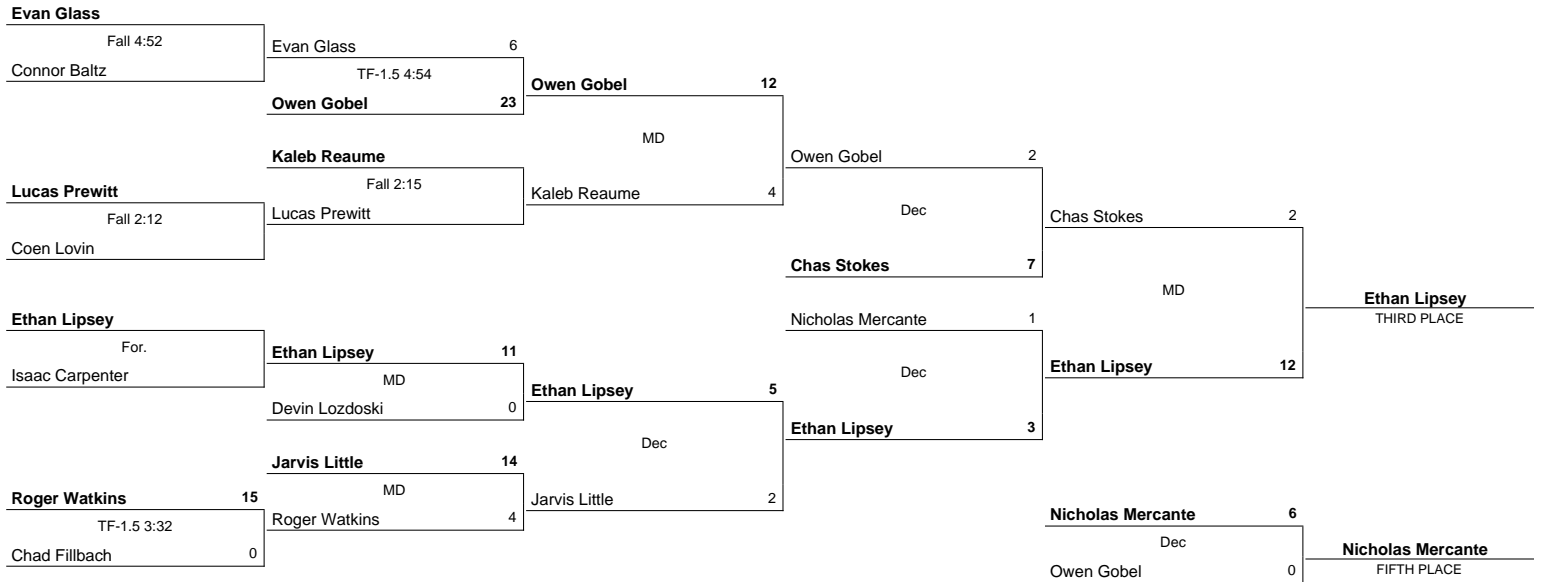 Evan Glass
Fall 4:52
Connor Baltz
Evan Glass 6
TF-1.5 4:54
Owen Gobel 23
Owen Gobel 12
MD
Kaleb Reaume 4
Kaleb Reaume
Fall 2:15
Lucas Prewitt
Lucas Prewitt
Fall 2:12
Coen Lovin
Owen Gobel 2
Dec
Chas Stokes 7
Chas Stokes 2
MD
Ethan Lipsey 12
Ethan Lipsey
THIRD PLACE
Ethan Lipsey
For.
Isaac Carpenter
Ethan Lipsey 11
MD
Devin Lozdoski 0
Ethan Lipsey 5
Dec
Jarvis Little 2
Nicholas Mercante 1
Dec
Ethan Lipsey 3
Jarvis Little 14
MD
Roger Watkins 4
Roger Watkins 15
TF-1.5 3:32
Chad Fillbach 0
Nicholas Mercante 6
Dec
Owen Gobel 0
Nicholas Mercante
FIFTH PLACE